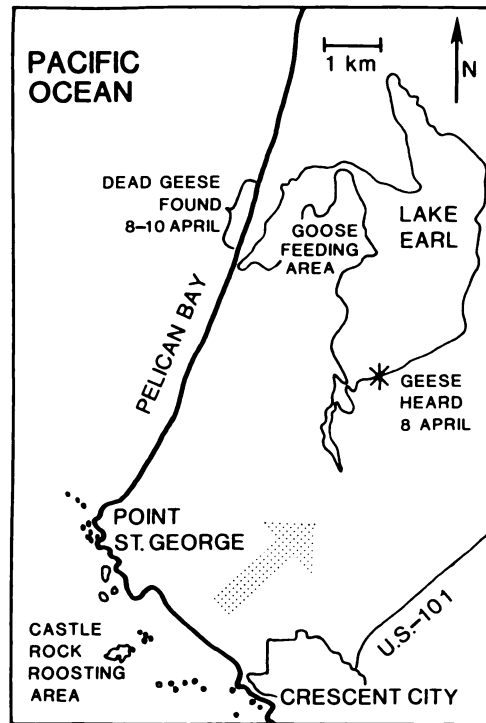 PACIFIC
OCEAN
1 km
N
DEAD GEESE
FOUND
8–10 APRIL
GOOSE
FEEDING
AREA
LAKE
EARL
PELICAN BAY
GEESE
HEARD
8 APRIL
POINT
ST. GEORGE
CASTLE
ROCK
ROOSTING
AREA
U.S.–101
CRESCENT CITY